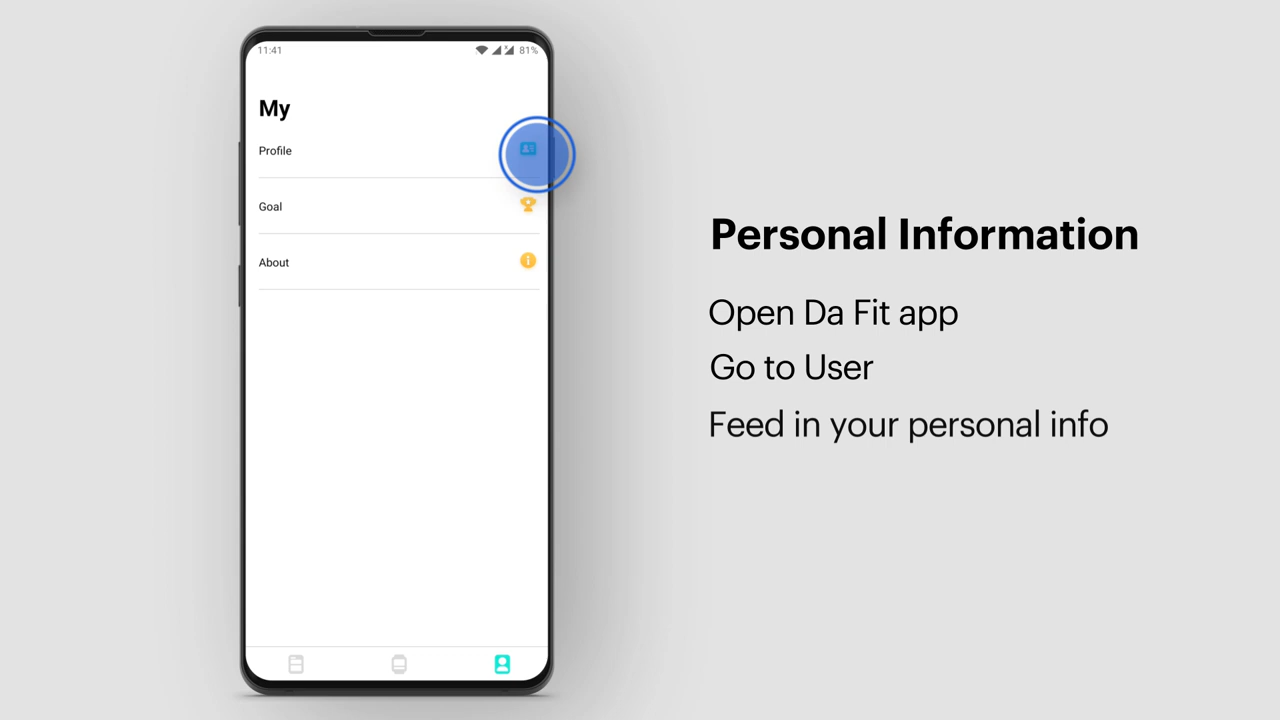 11:41
81%
My
Profile
Goal
About
Personal Information
Open Da Fit app
Go to User
Feed in your personal info